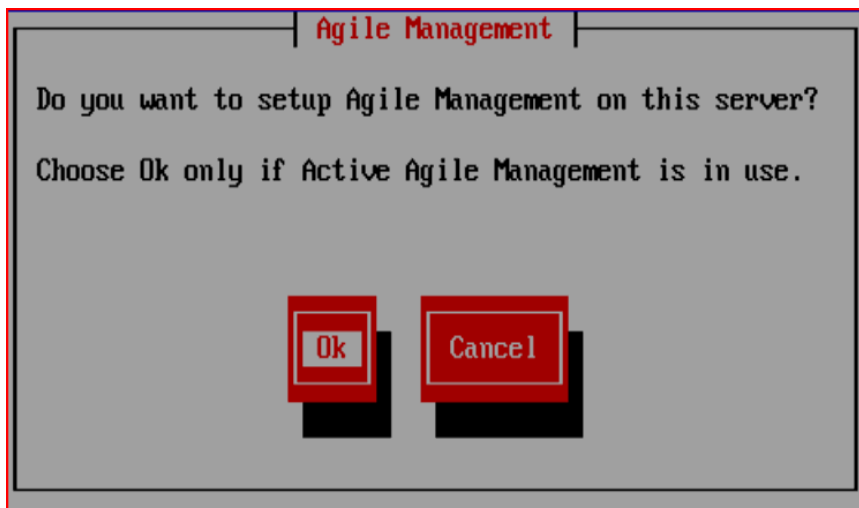 Agile Management
Do you want to setup Agile Management on this server?
Choose Ok only if Active Agile Management is in use.
Ok Cancel